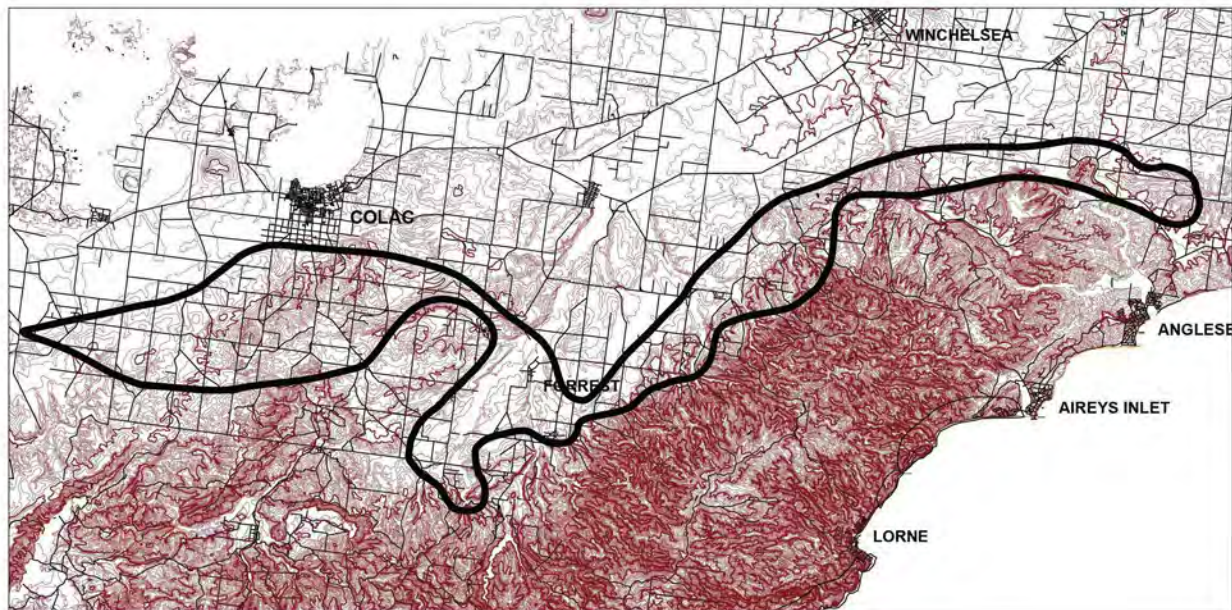 WINCHELSEA
COLAC
ANGLESE
FORREST
AIREYS INLET
LORNE